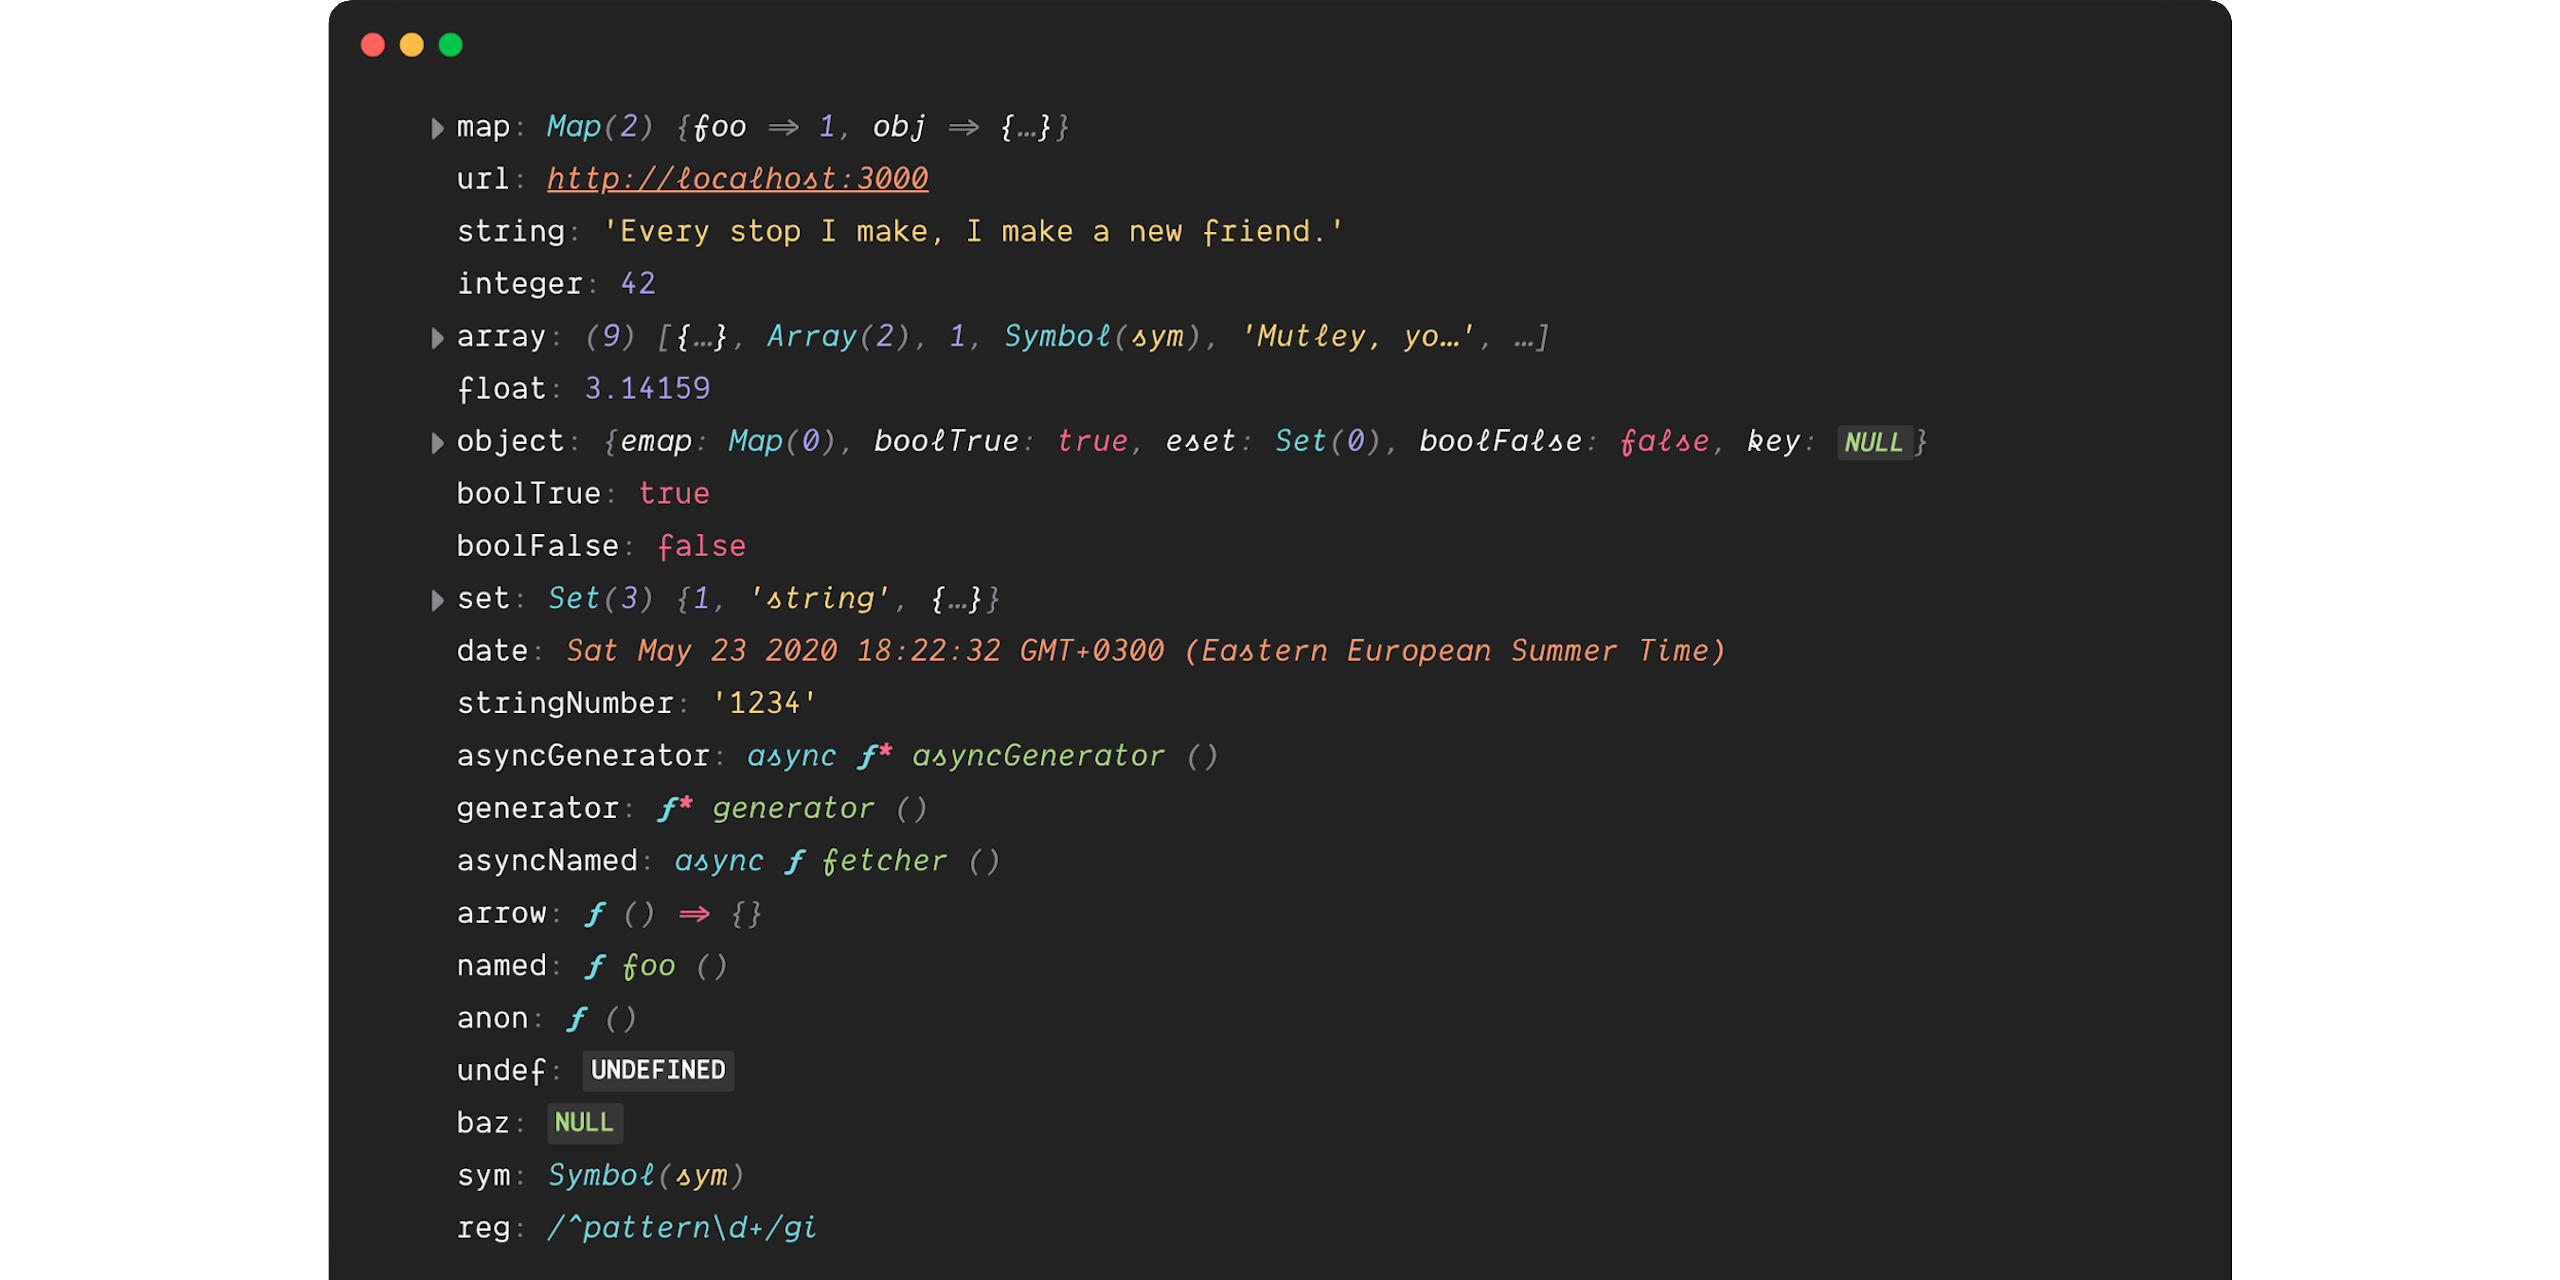 map: Map(2) {foo ⇒ 1, obj ⇒ {…}}
url: http://localhost:3000
string: 'Every stop I make, I make a new friend.'
integer: 42
array: (9) [{…}, Array(2), 1, Symbol(sym), 'Mutley, yo…', …]
float: 3.14159
object: {emap: Map(0), boolTrue: true, eset: Set(0), boolFalse: false, key: NULL}
boolTrue: true
boolFalse: false
set: Set(3) {1, 'string', {…}}
date: Sat May 23 2020 18:22:32 GMT+0300 (Eastern European Summer Time)
stringNumber: '1234'
asyncGenerator: async ƒ* asyncGenerator ()
generator: ƒ* generator ()
asyncNamed: async ƒ fetcher ()
arrow: ƒ () ⇒ {}
named: ƒ foo ()
anon: ƒ ()
undef: UNDEFINED
baz: NULL
sym: Symbol(sym)
reg: /^pattern\d+/gi